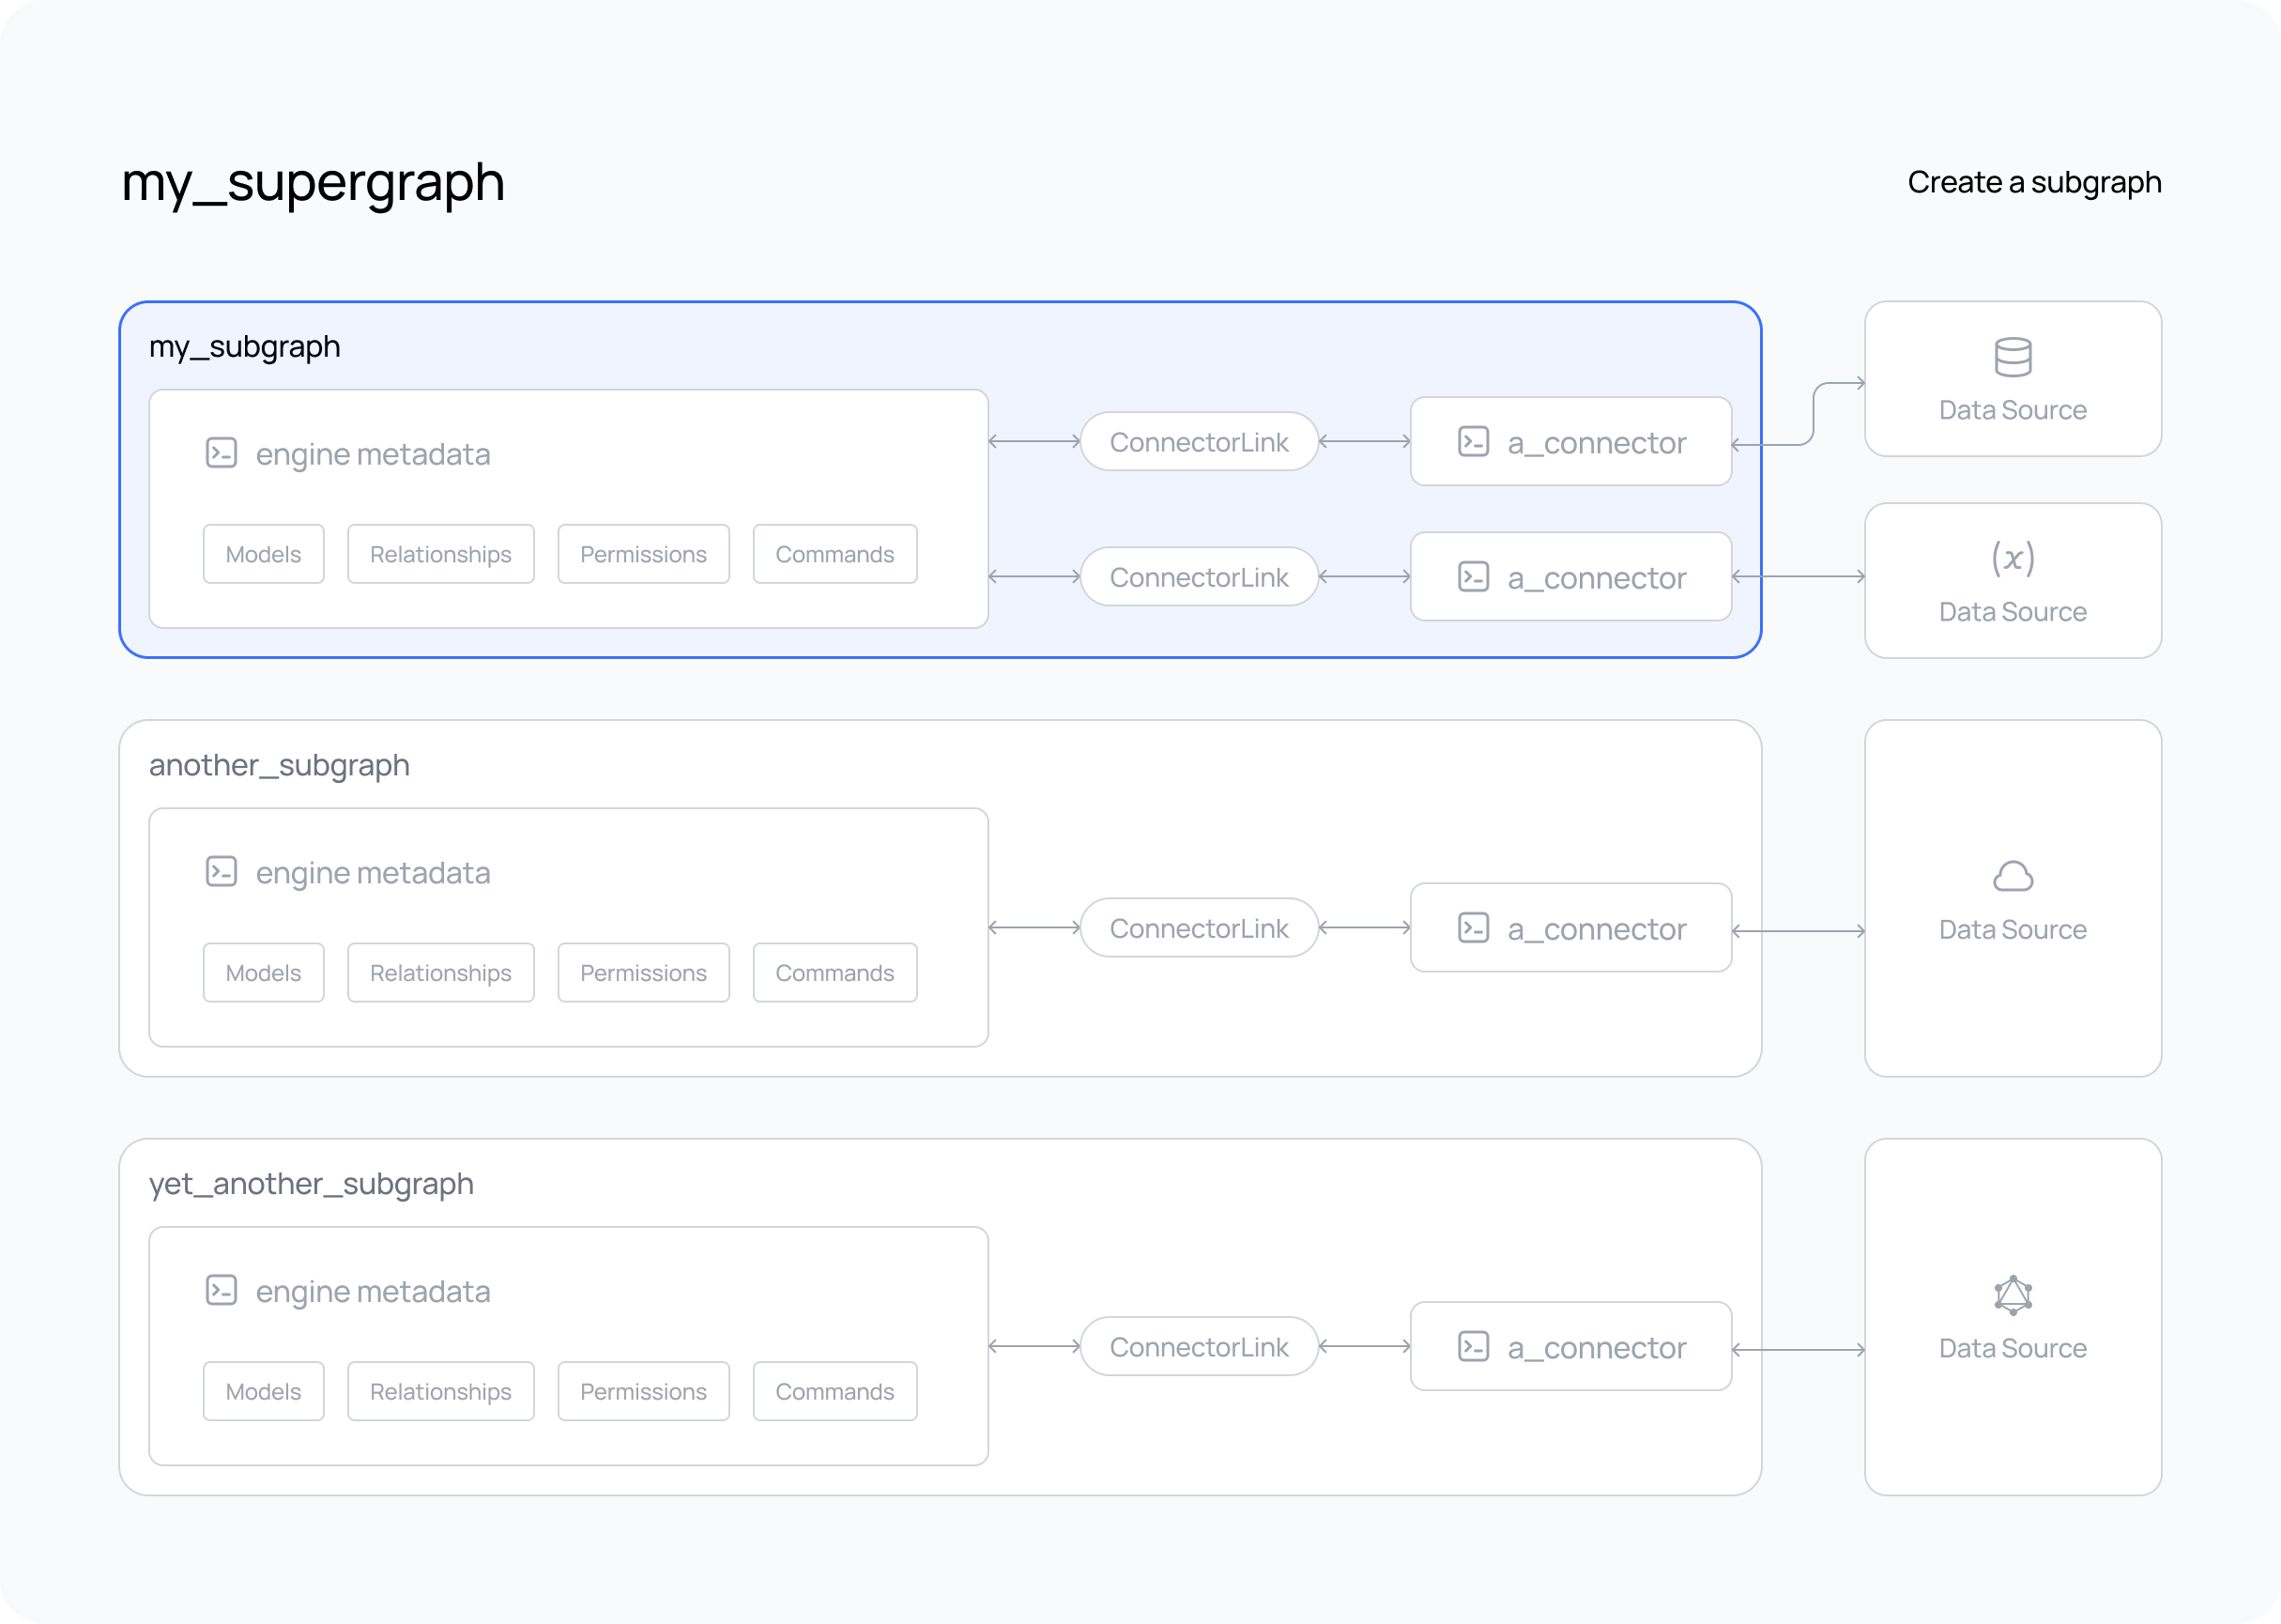 my_supergraph
Create a subgraph
my_subgraph
engine metadata
Models
Relationships
Permissions
Commands
ConnectorLink
a_connector
ConnectorLink
a_connector
Data Source
(x)
Data Source
another_subgraph
engine metadata
Models
Relationships
Permissions
Commands
ConnectorLink
a_connector
Data Source
yet_another_subgraph
engine metadata
Models
Relationships
Permissions
Commands
ConnectorLink
a_connector
Data Source